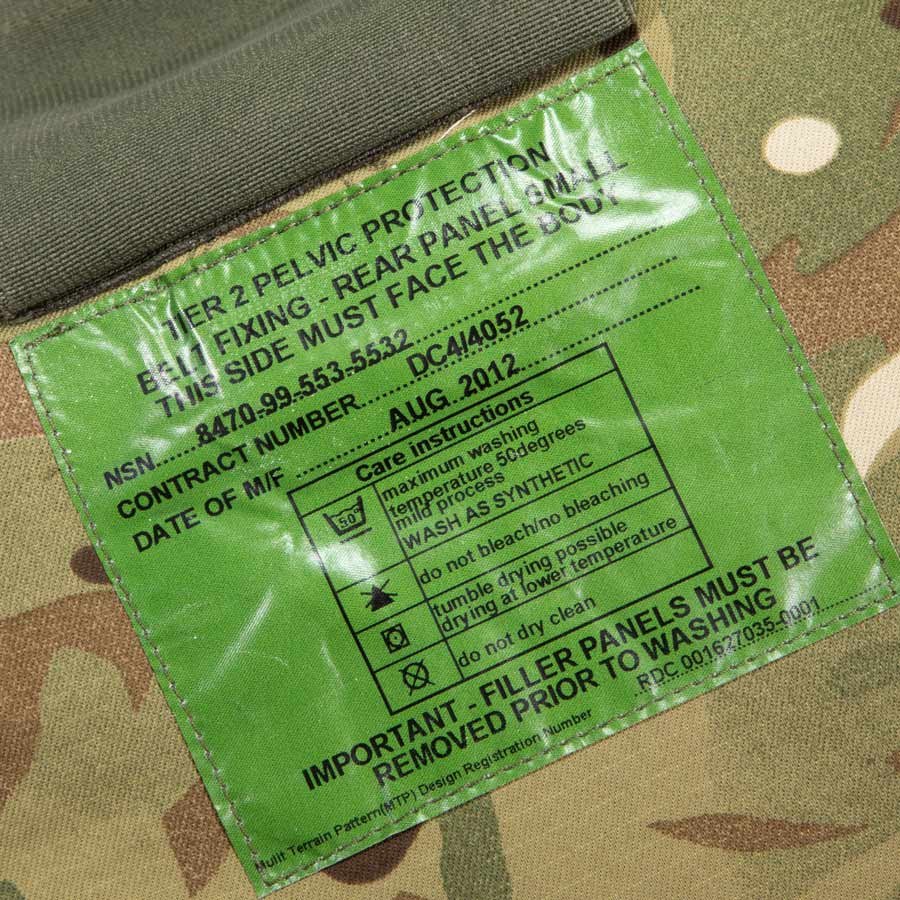 TIER 2 PELVIC PROTECTION
BELT FIXING - REAR PANEL SMALL
THIS SIDE MUST FACE THE BODY
NSN.......8470-99-553-5532
CONTRACT NUMBER.......DC4/4052
DATE OF M/F.......AUG. 2012
Care instructions
50°
maximum washing
temperature 50degrees
mild process
WASH AS SYNTHETIC
do not bleach/no bleaching
tumble drying possible
drying at lower temperature
do not dry clean
IMPORTANT - FILLER PANELS MUST BE
REMOVED PRIOR TO WASHING
Mulit Terrain Pattern(MTP) Design Registration Number ....RDC 001627035-0001